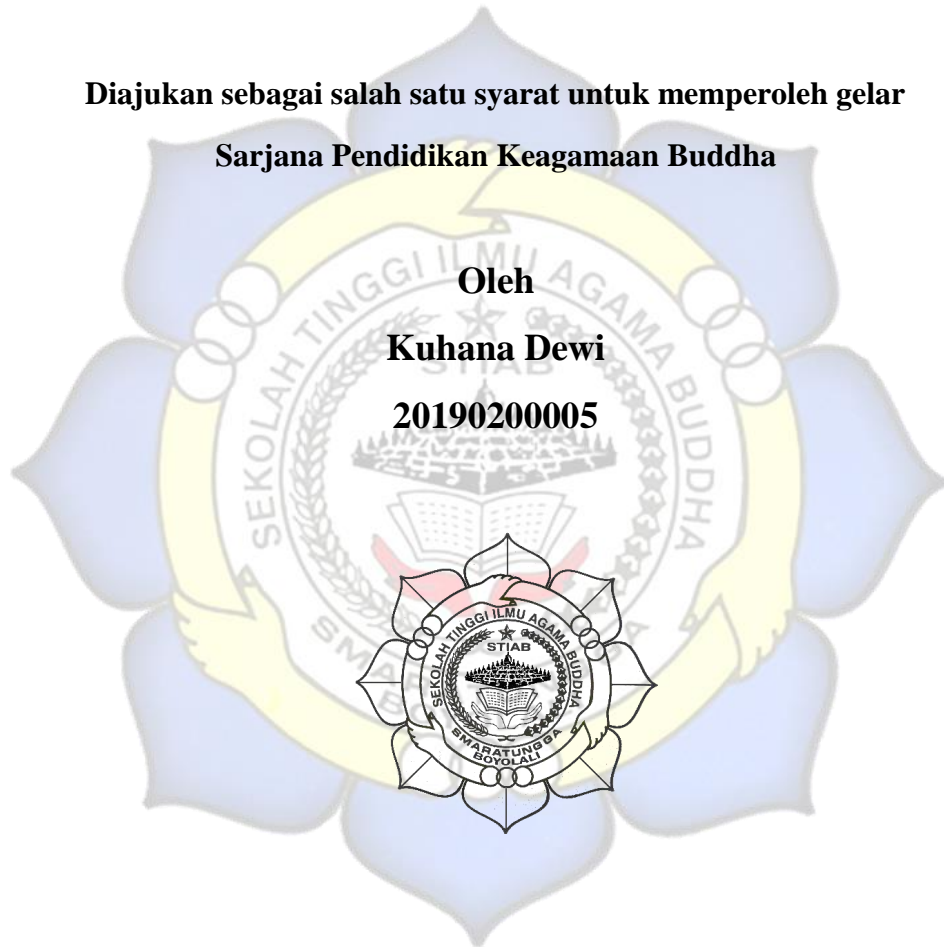 Diajukan sebagai salah satu syarat untuk memperoleh gelar
Sarjana Pendidikan Keagamaan Buddha
Oleh
Kuhana Dewi
20190200005
SEKOLAH TINGGI ILMU AGAMA BUDDHA
STIAB
SMARATUNGGA
BOYOLALI